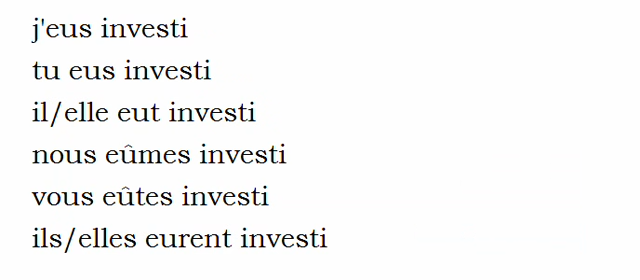 j'eus investi
tu eus investi
il/elle eut investi
nous eûmes investi
vous eûtes investi
ils/elles eurent investi